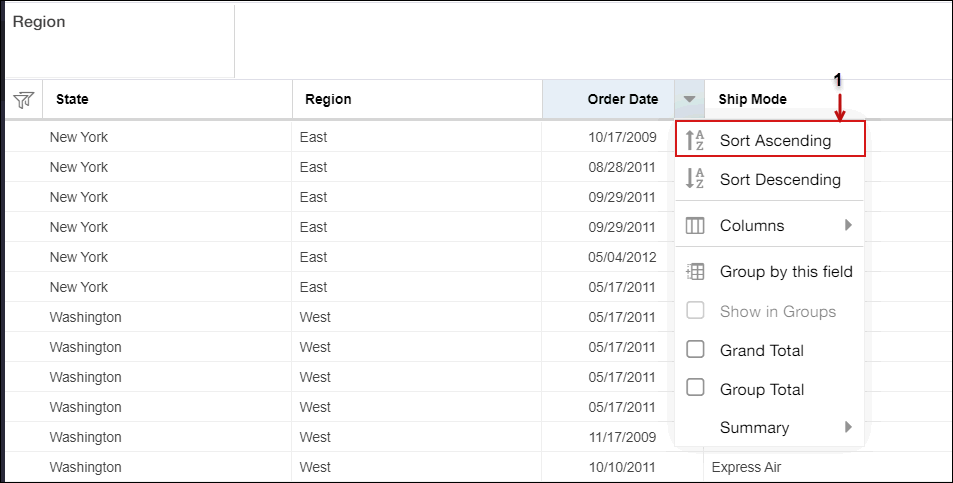 Region
1
State Region Order Date Ship Mode
New York East 10/17/2009 Sort Ascending
New York East 08/28/2011
New York East 09/29/2011 Sort Descending
New York East 09/29/2011 Columns
New York East 05/04/2012
New York East 05/17/2011 Group by this field
Washington West 05/17/2011 Show in Groups
Washington West 05/17/2011 Grand Total
Washington West 05/17/2011
Washington West 05/17/2011 Group Total
Washington West 11/17/2009 Summary
Washington West 10/10/2011 Express Air